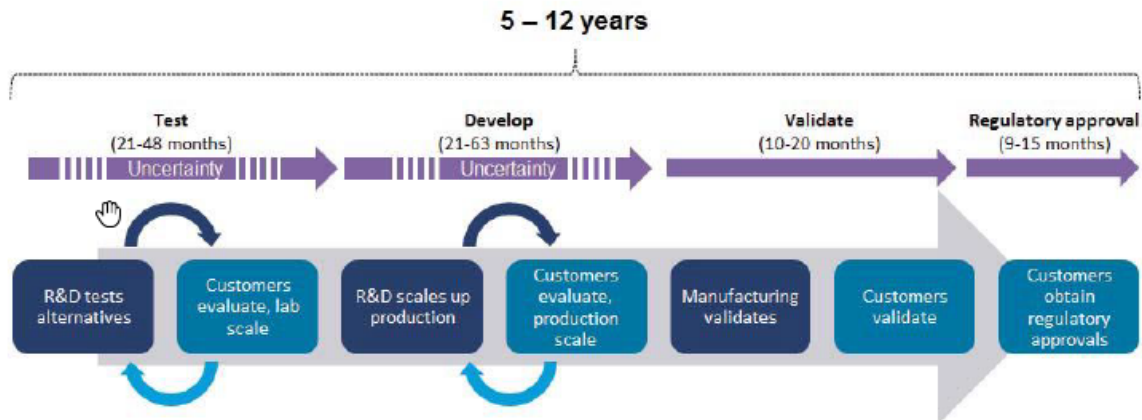 5 – 12 years
Test
(21-48 months)
Develop
(21-63 months)
Validate
(10-20 months)
Regulatory approval
(9-15 months)
Uncertainty
Uncertainty
R&D tests
alternatives
Customers
evaluate, lab
scale
R&D scales up
production
Customers
evaluate,
production
scale
Manufacturing
validates
Customers
validate
Customers
obtain
regulatory
approvals